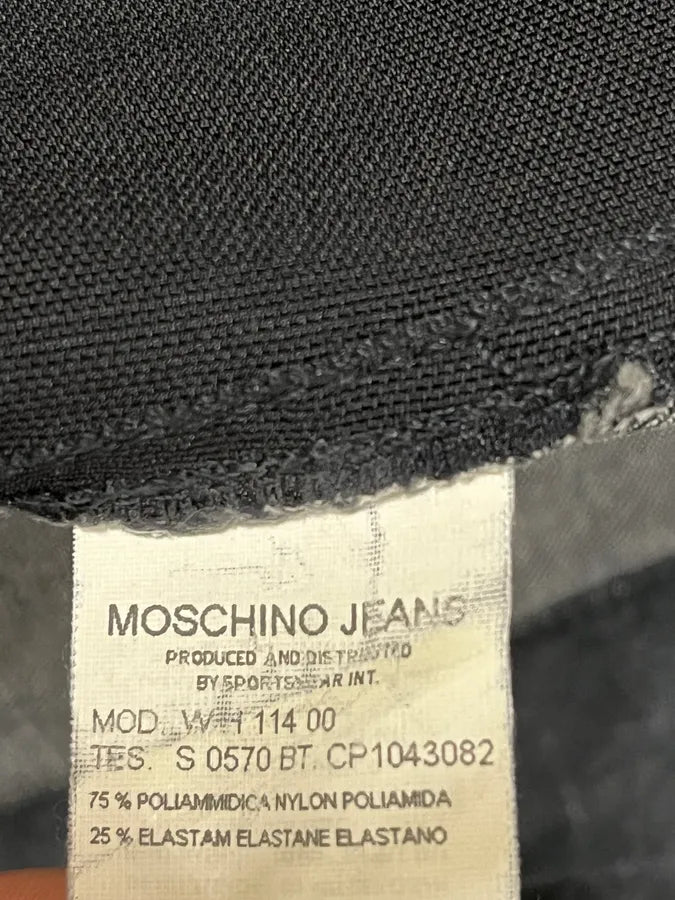 MOSCHINO JEANS
PRODUCED AND DISTRIBUTED
BY SPORTSWEAR INT.
MOD. 114 00
TES. S 0570 BT. CP1043082
75 % POLIAMMIDICA NYLON POLIAMIDA
25 % ELASTAM ELASTANE ELASTANO